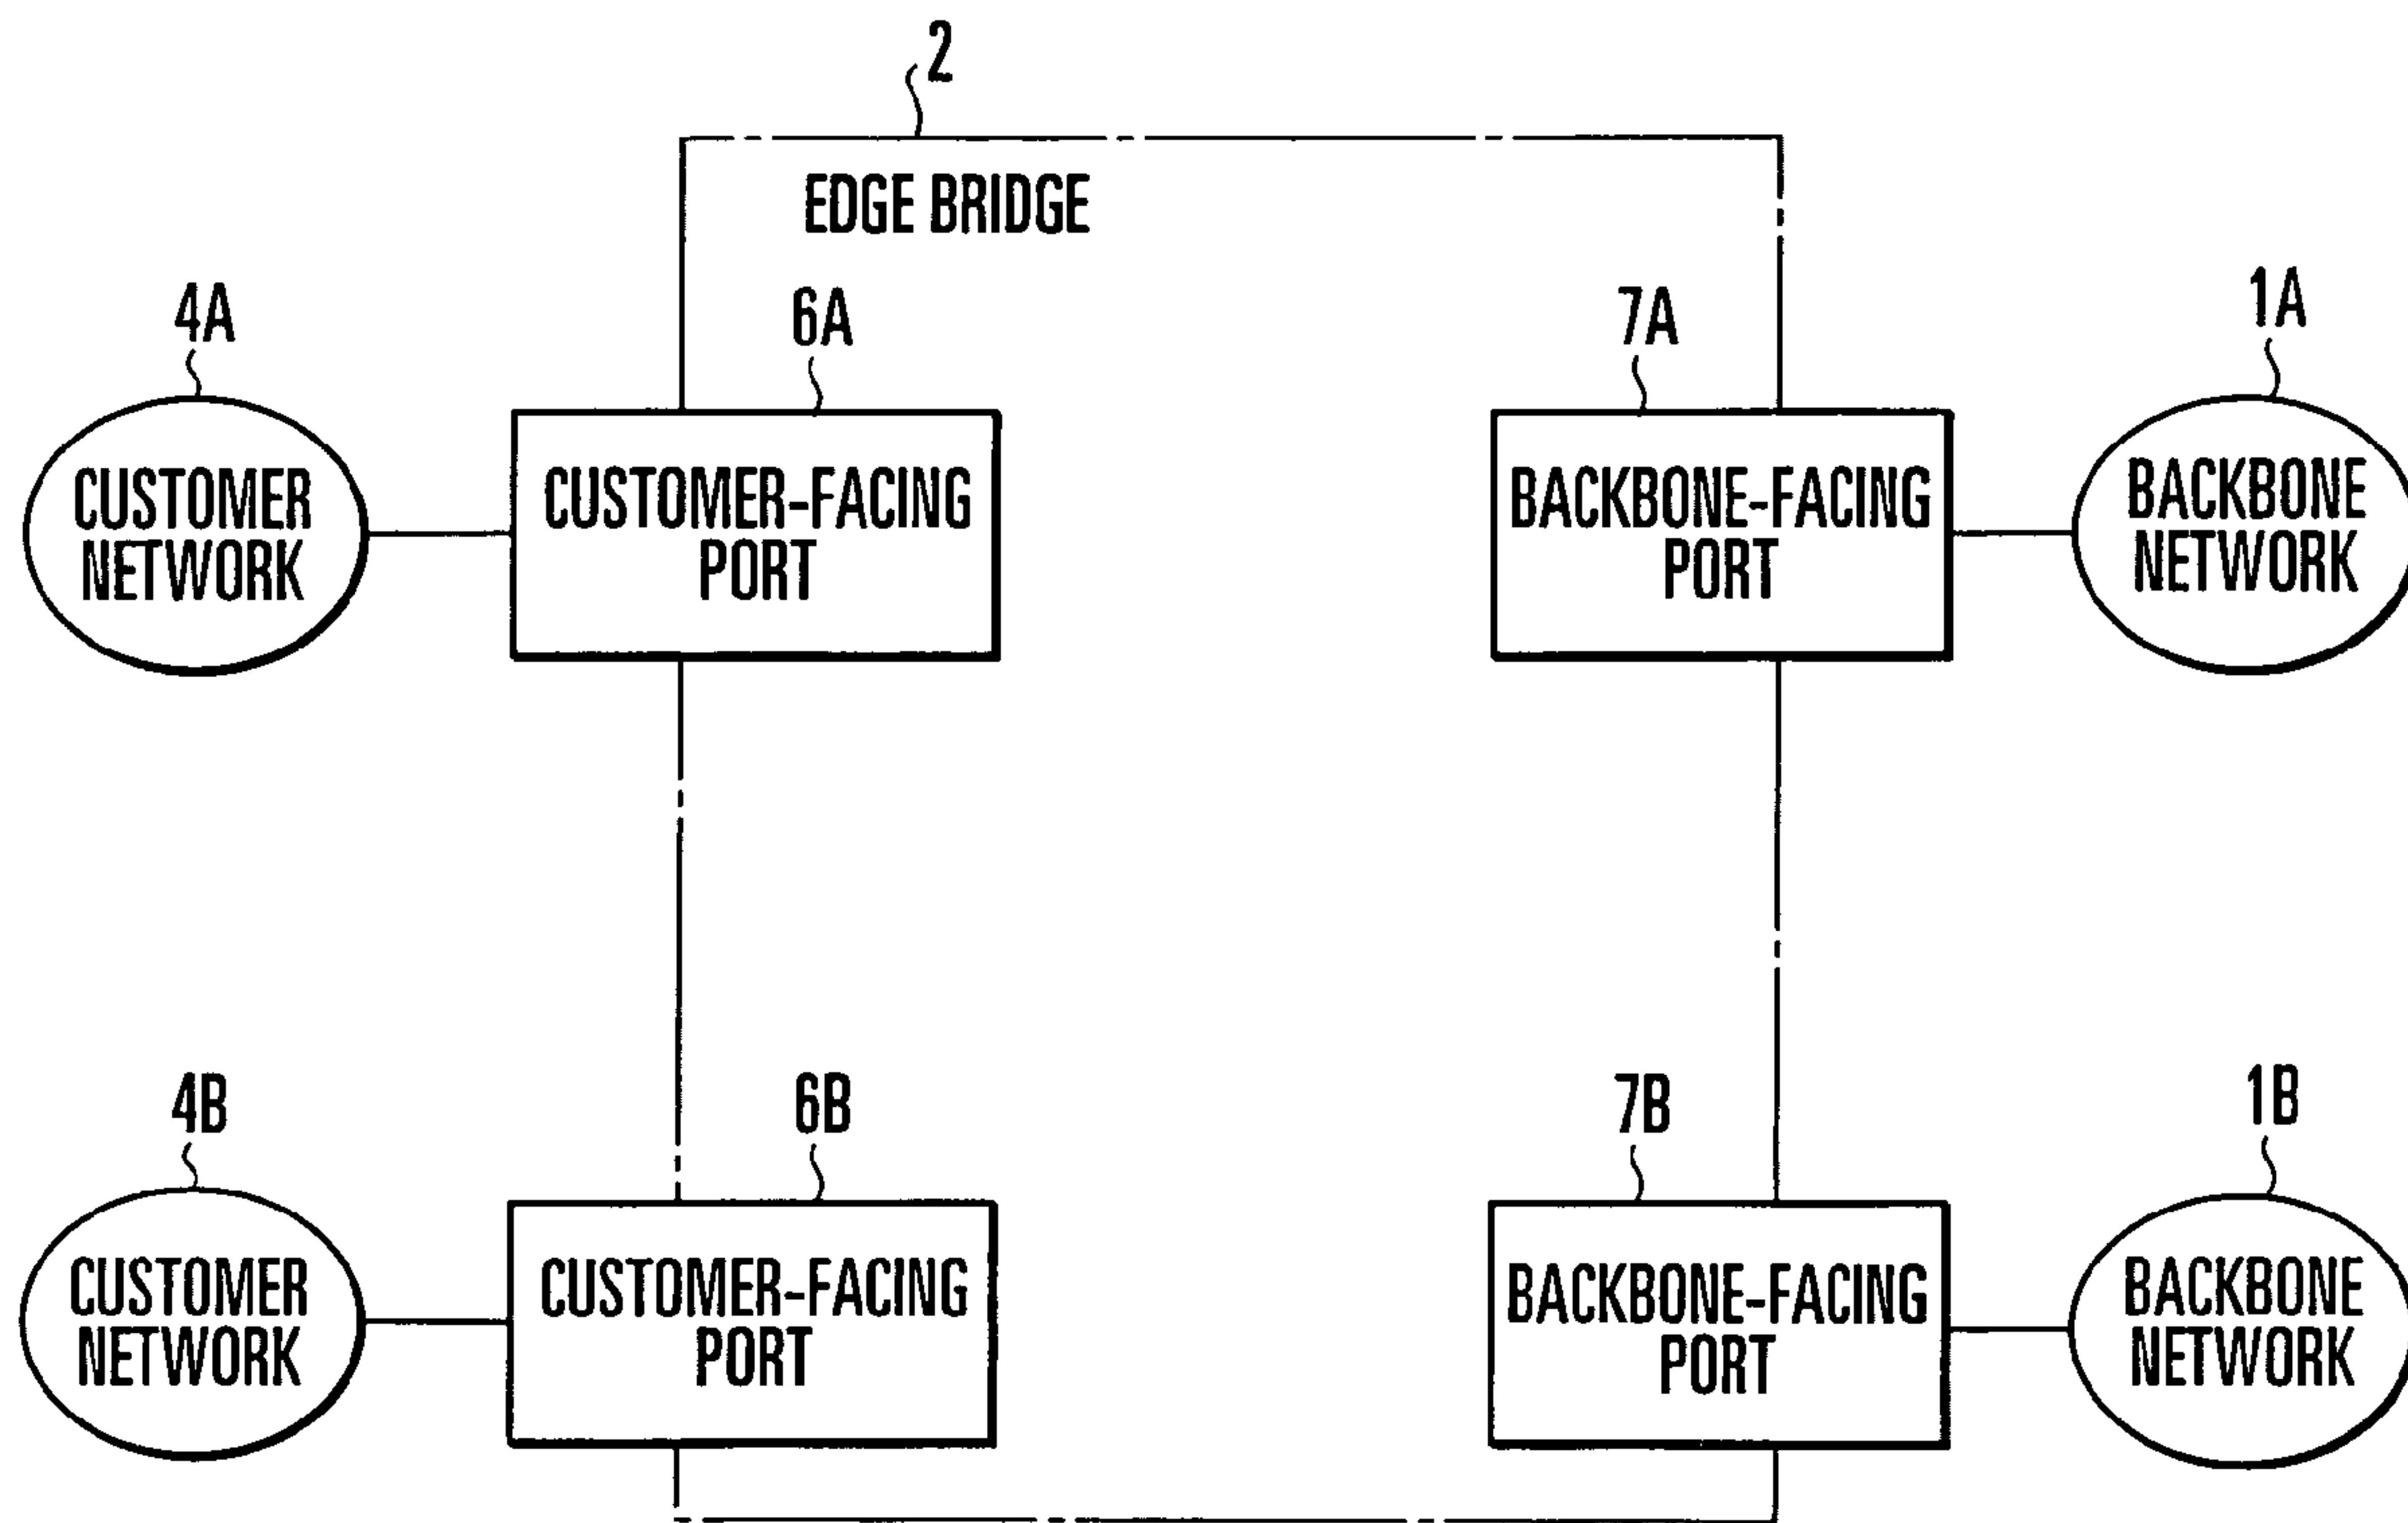 2
EDGE BRIDGE
4A
6A
7A
1A
CUSTOMER
NETWORK
CUSTOMER-FACING
PORT
BACKBONE-FACING
PORT
BACKBONE
NETWORK
4B
6B
7B
1B
CUSTOMER
NETWORK
CUSTOMER-FACING
PORT
BACKBONE-FACING
PORT
BACKBONE
NETWORK